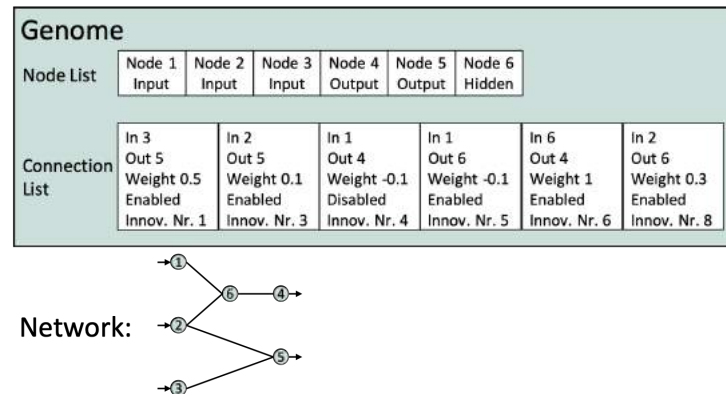 Genome
Node List
Node 1 Node 2 Node 3 Node 4 Node 5 Node 6
Input Input Input Output Output Hidden
Connection
List
In 3 In 2 In 1 In 1 In 6 In 2
Out 5 Out 5 Out 4 Out 6 Out 4 Out 6
Weight 0.5 Weight 0.1 Weight -0.1 Weight -0.1 Weight 1 Weight 0.3
Enabled Enabled Disabled Enabled Enabled Enabled
Innov. Nr. 1 Innov. Nr. 3 Innov. Nr. 4 Innov. Nr. 5 Innov. Nr. 6 Innov. Nr. 8
Network:
1
6
4
2
5
3